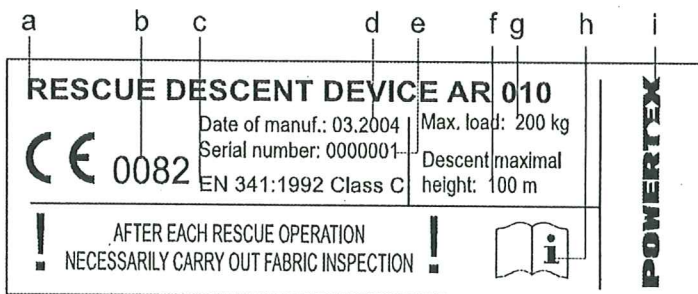 a b c d e f g h i
RESCUE DESCENT DEVICE AR 010
CE 0082
Date of manuf.: 03.2004
Serial number: 0000001
EN 341:1992 Class C
Max. load: 200 kg
Descent maximal
height: 100 m
! AFTER EACH RESCUE OPERATION
NECESSARILY CARRY OUT FABRIC INSPECTION !
i
POWERTEX